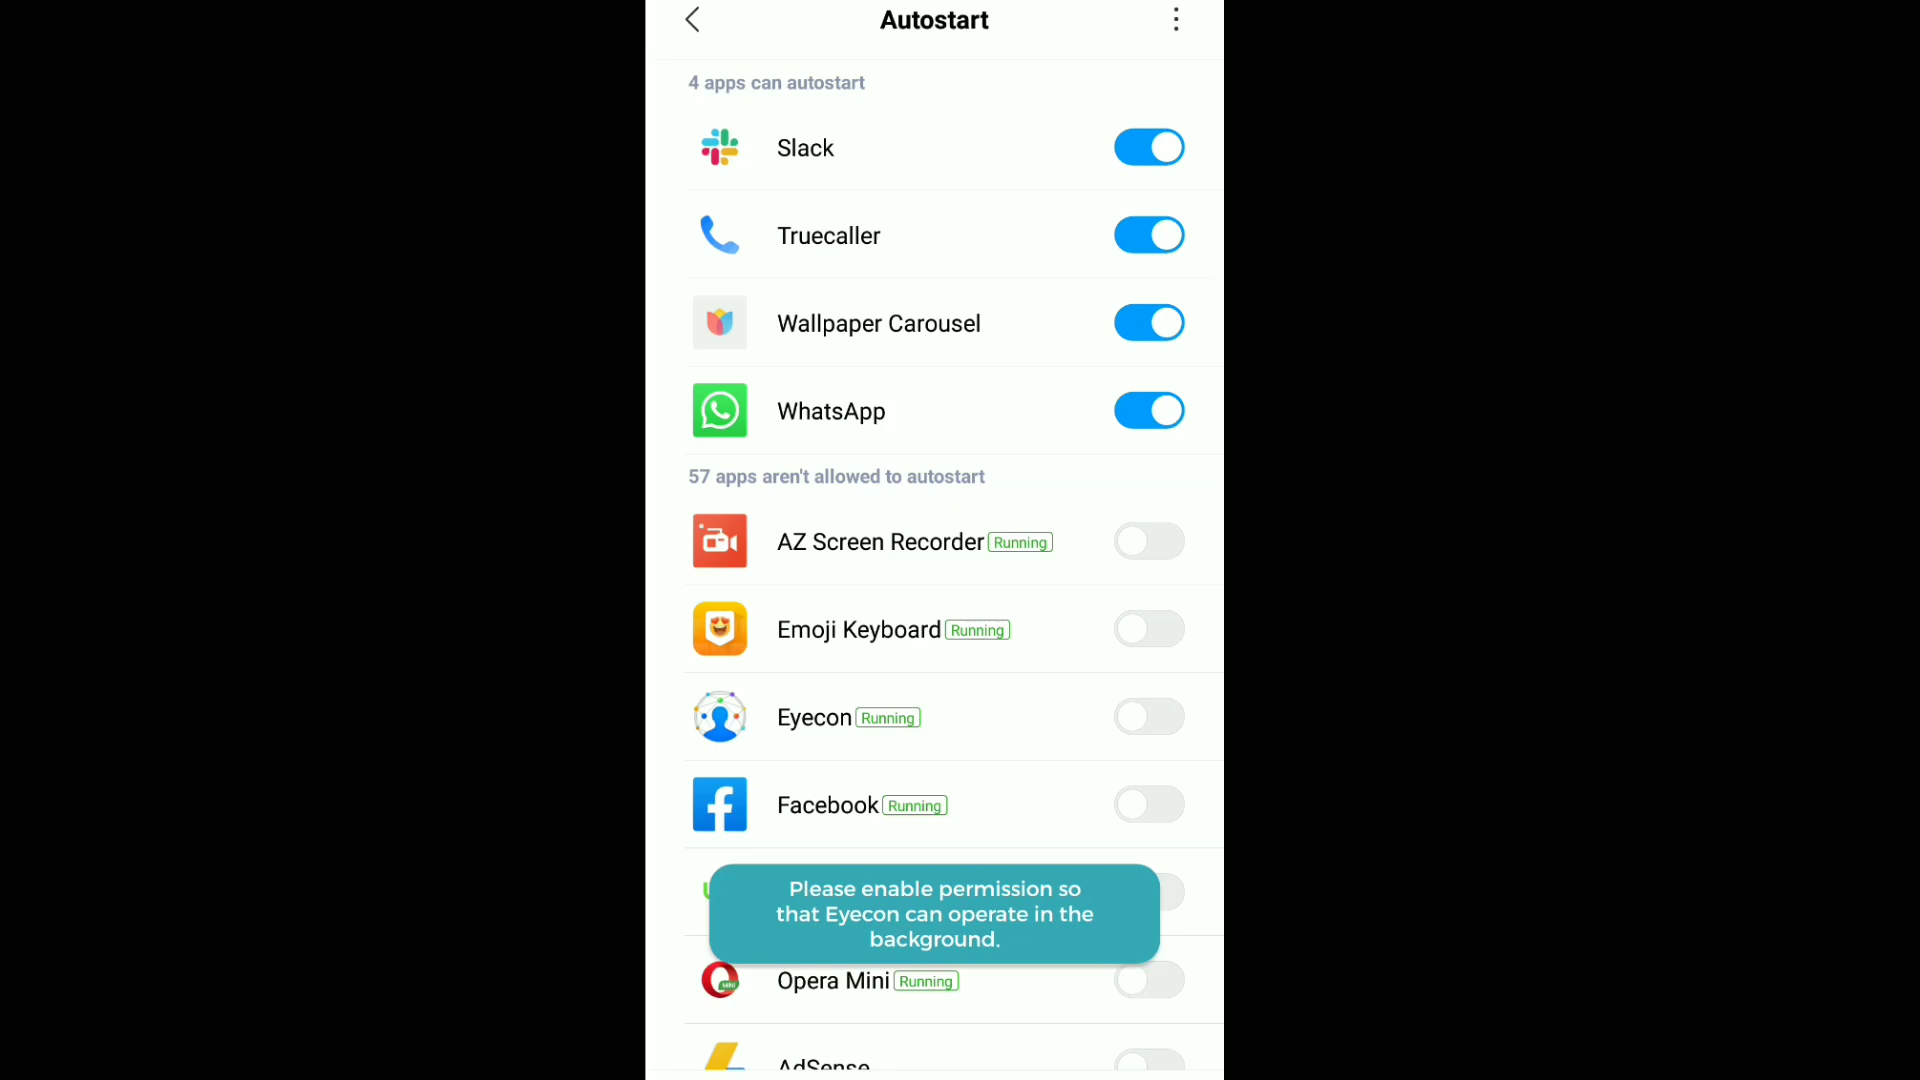 Autostart
4 apps can autostart
Slack
Truecaller
Wallpaper Carousel
WhatsApp
57 apps aren't allowed to autostart
AZ Screen Recorder Running
Emoji Keyboard Running
Eyecon Running
Facebook Running
Please enable permission so
that Eyecon can operate in the
background.
Opera Mini Running
MINI
AdSense